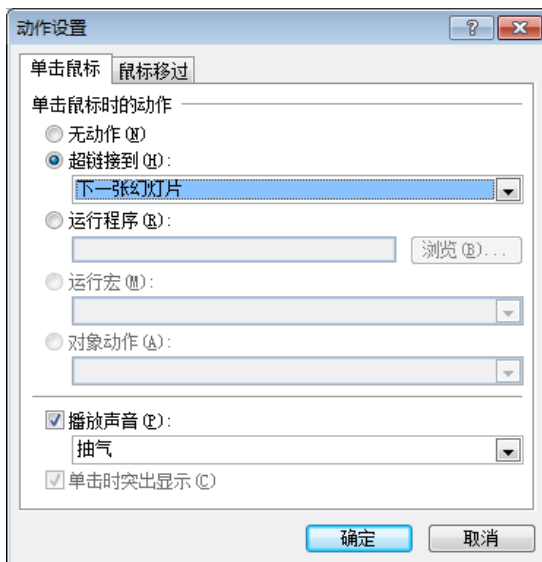 动作设置
单击鼠标 鼠标移过
单击鼠标时的动作
无动作(N)
超链接到(H):
下一张幻灯片
运行程序(R):
浏览(B)...
运行宏(M):
对象动作(A):
播放声音(P):
抽气
单击时突出显示(C)
确定 取消